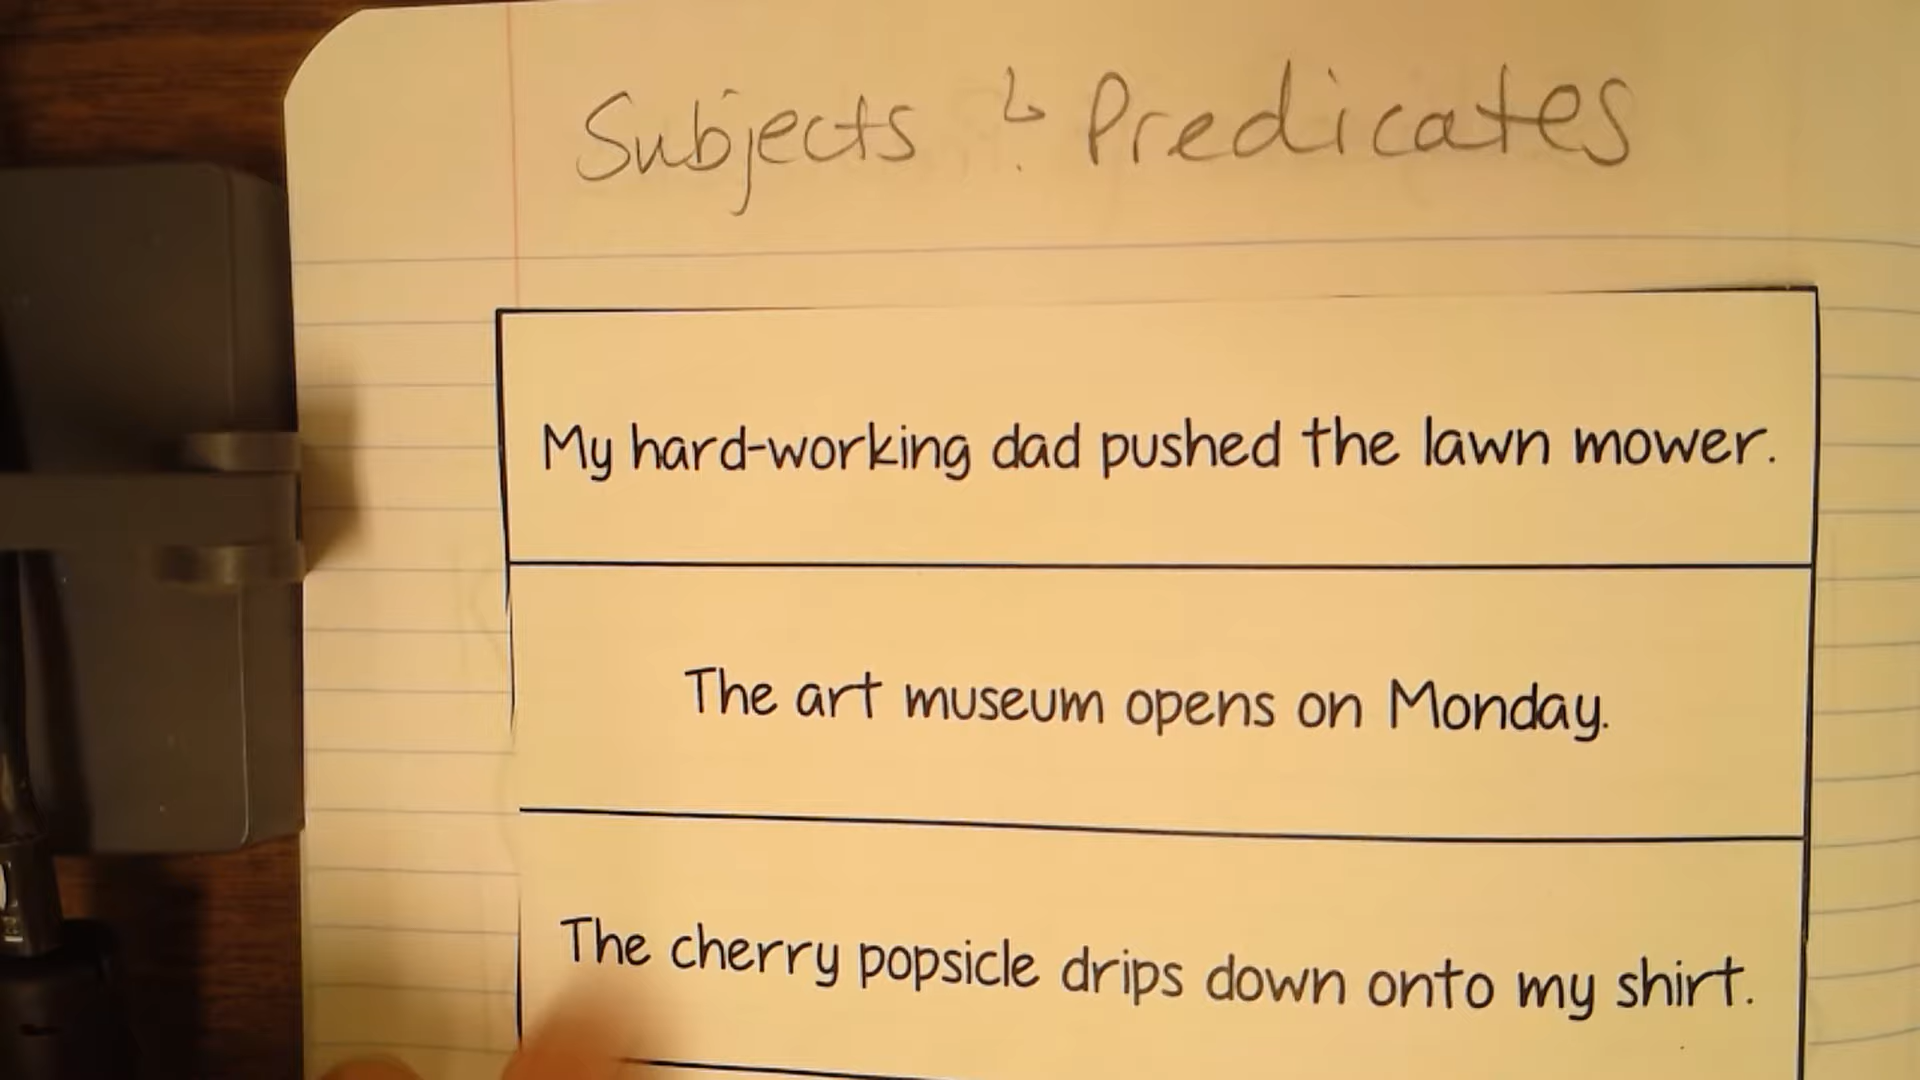 Subjects & Predicates
My hard-working dad pushed the lawn mower.
The art museum opens on Monday.
The cherry popsicle drips down onto my shirt.